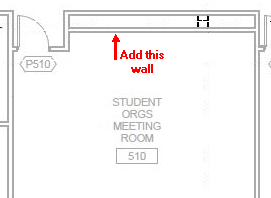 H
P510
Add this
wall
STUDENT
ORGS
MEETING
ROOM
510